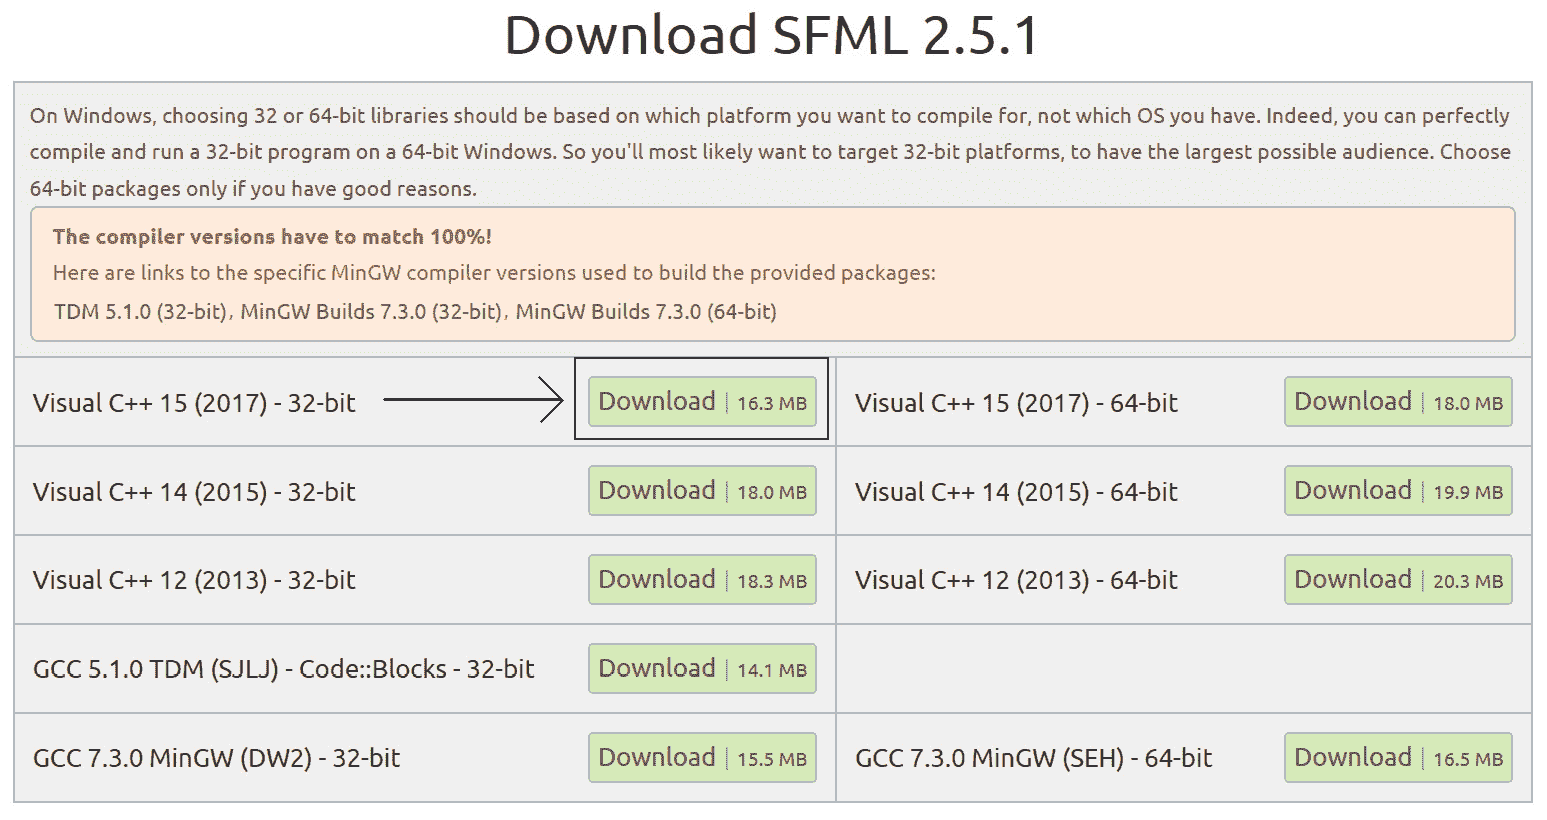 Download SFML 2.5.1
On Windows, choosing 32 or 64-bit libraries should be based on which platform you want to compile for, not which OS you have. Indeed, you can perfectly
compile and run a 32-bit program on a 64-bit Windows. So you'll most likely want to target 32-bit platforms, to have the largest possible audience. Choose
64-bit packages only if you have good reasons.
The compiler versions have to match 100%!
Here are links to the specific MinGW compiler versions used to build the provided packages:
TDM 5.1.0 (32-bit), MinGW Builds 7.3.0 (32-bit), MinGW Builds 7.3.0 (64-bit)
Visual C++ 15 (2017) - 32-bit Download | 16.3 MB Visual C++ 15 (2017) - 64-bit Download | 18.0 MB
Visual C++ 14 (2015) - 32-bit Download | 18.0 MB Visual C++ 14 (2015) - 64-bit Download | 19.9 MB
Visual C++ 12 (2013) - 32-bit Download | 18.3 MB Visual C++ 12 (2013) - 64-bit Download | 20.3 MB
GCC 5.1.0 TDM (SJLJ) - Code::Blocks - 32-bit Download | 14.1 MB
GCC 7.3.0 MinGW (DW2) - 32-bit Download | 15.5 MB GCC 7.3.0 MinGW (SEH) - 64-bit Download | 16.5 MB